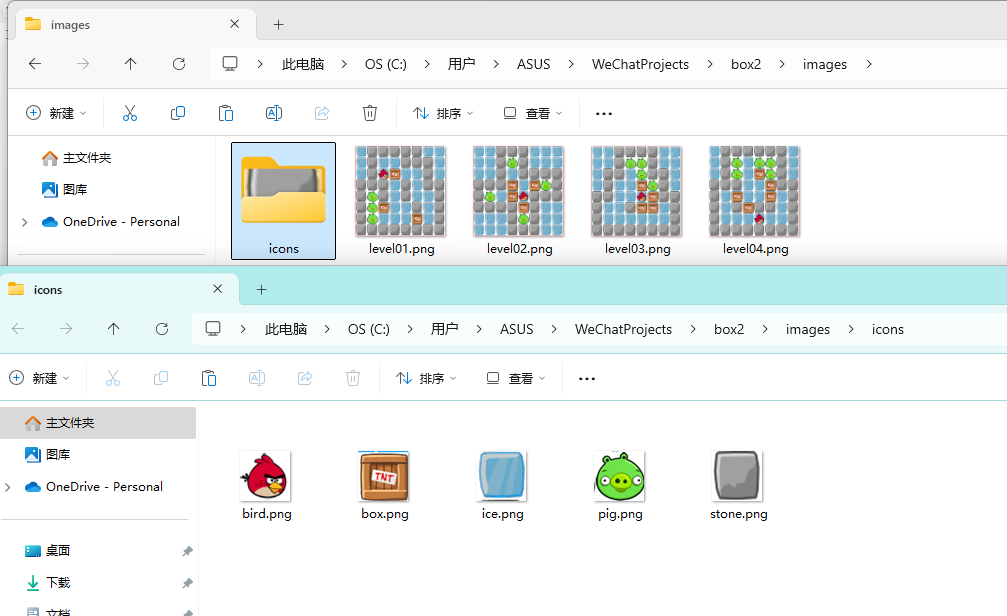 images
此电脑 OS (C:) 用户 ASUS WeChatProjects box2 images
新建 排序 查看
主文件夹
图库
OneDrive - Personal
icons level01.png level02.png level03.png level04.png
icons
此电脑 OS (C:) 用户 ASUS WeChatProjects box2 images icons
新建 排序 查看
主文件夹
图库
OneDrive - Personal
TNT
bird.png box.png ice.png pig.png stone.png
桌面
下载
文档